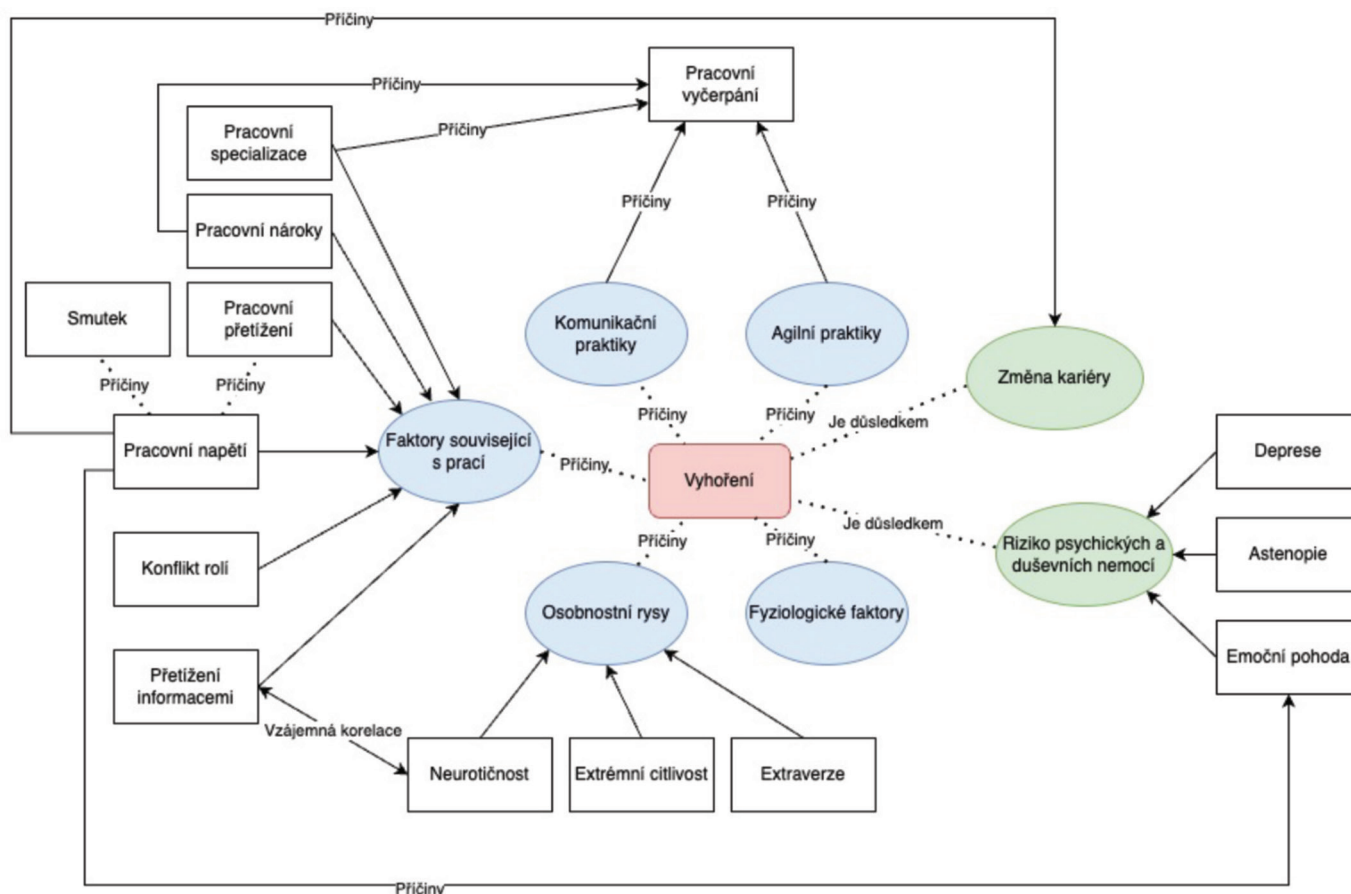 Příčiny
Pracovní
vyčerpání
Příčiny
Pracovní
specializace
Příčiny
Pracovní nároky
Příčiny
Příčiny
Smutek
Pracovní
přetížení
Komunikační
praktiky
Agilní praktiky
Změna kariéry
Příčiny
Příčiny
Příčiny
Příčiny
Je důsledkem
Pracovní napětí
Faktory související
s prací
Příčiny
Vyhoření
Deprese
Je důsledkem
Příčiny
Příčiny
Konflikt rolí
Riziko psychických a
duševních nemocí
Astenopie
Osobnostní rysy
Fyziologické faktory
Emoční pohoda
Přetížení
informacemi
Vzájemná korelace
Neurotičnost
Extrémní citlivost
Extraverze
Příčiny